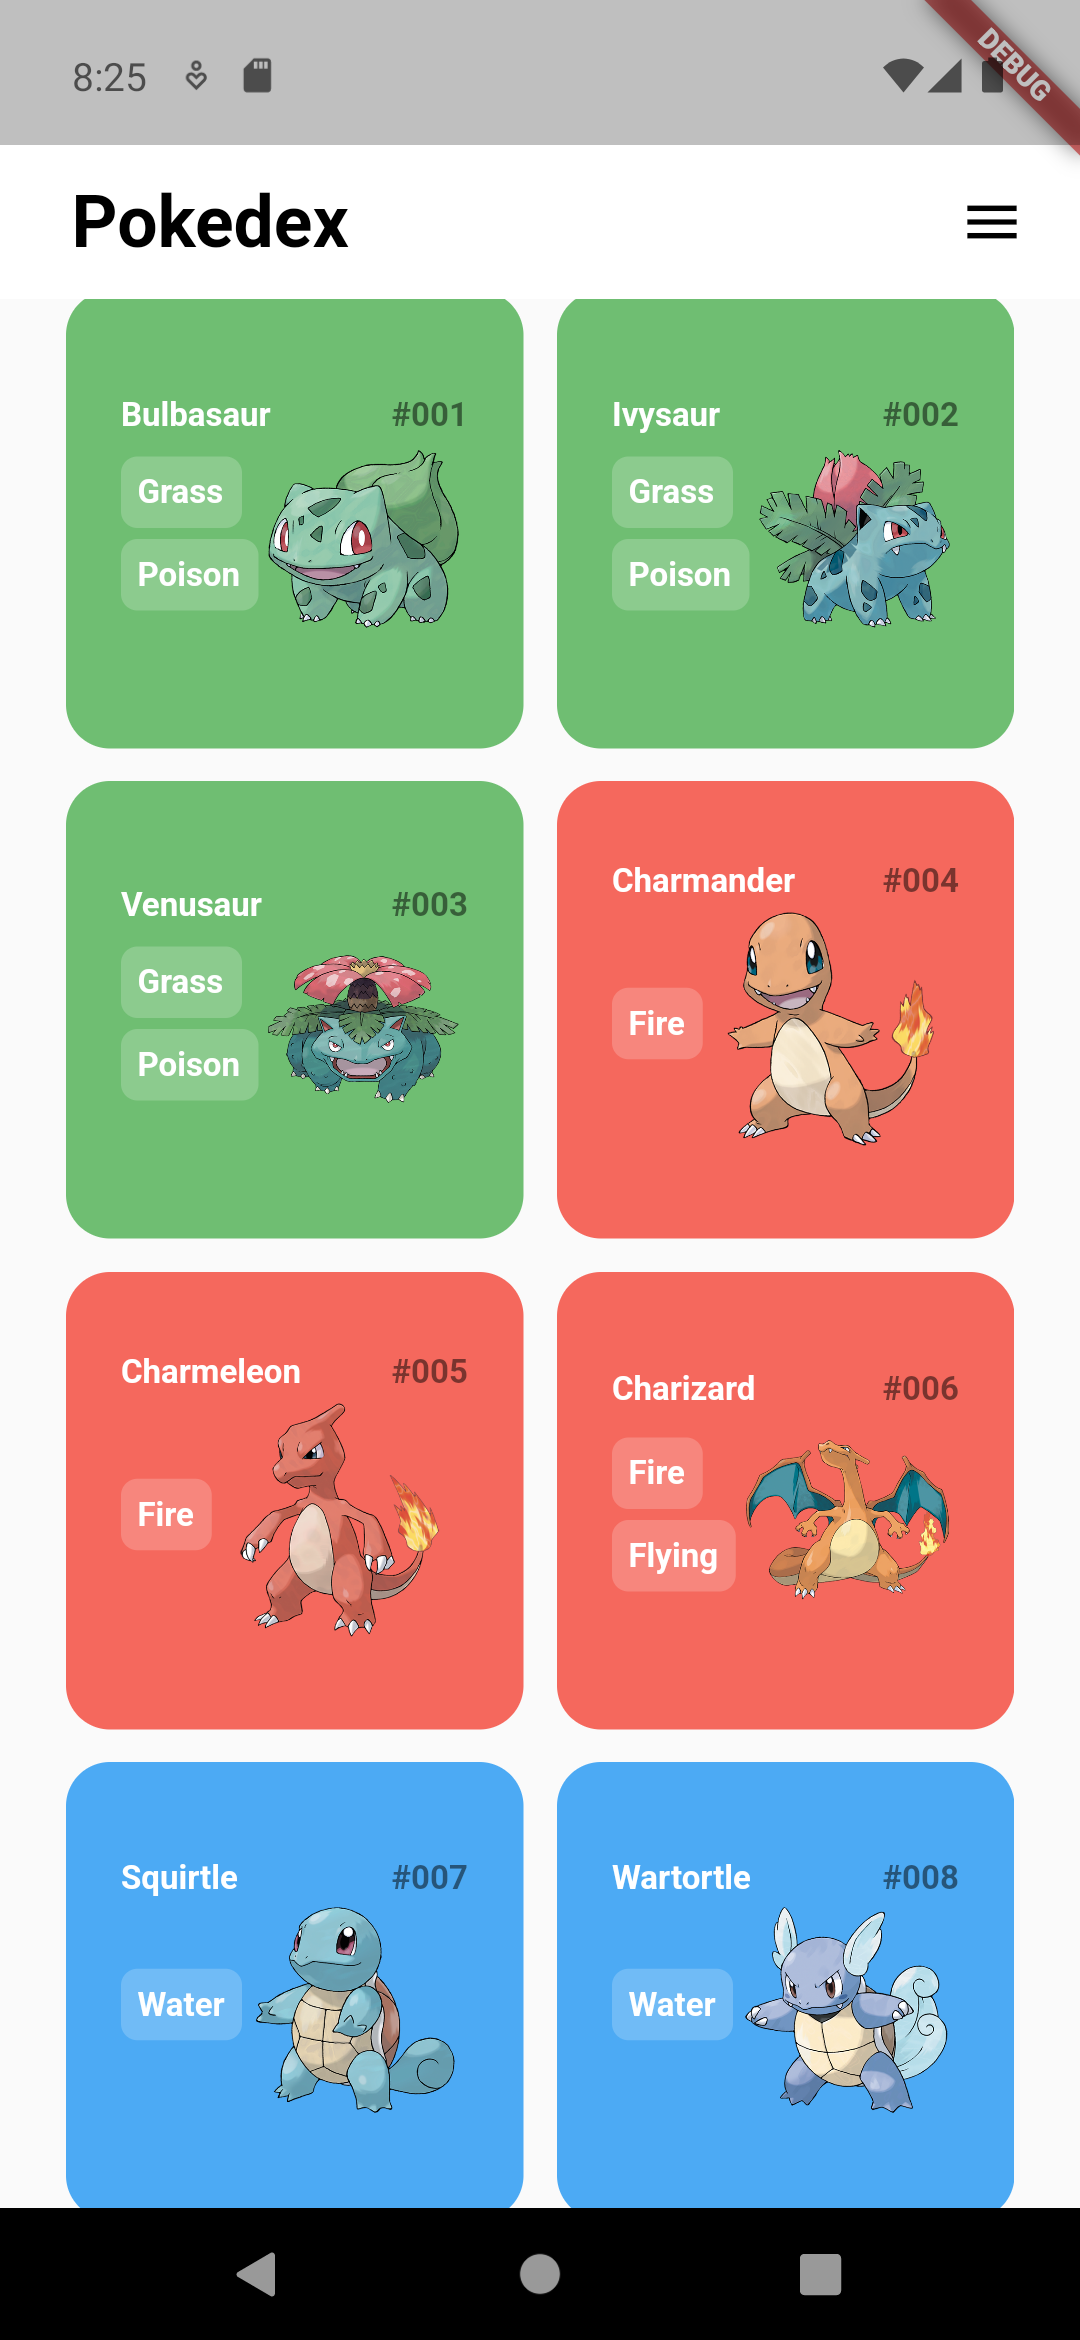 8:25
DEBUG
Pokedex
Bulbasaur #001
Grass
Poison
Ivysaur #002
Grass
Poison
Venusaur #003
Grass
Poison
Charmander #004
Fire
Charmeleon #005
Fire
Charizard #006
Fire
Flying
Squirtle #007
Water
Wartortle #008
Water